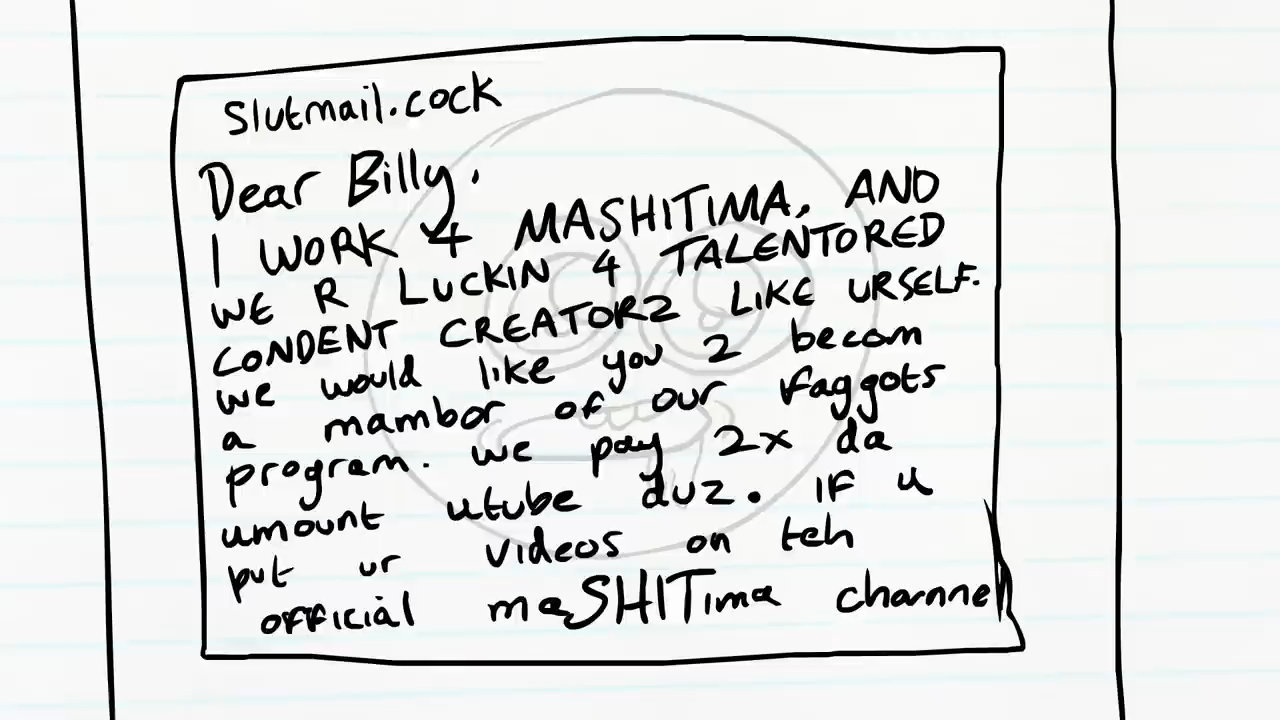 slutmail.cock
Dear Billy.
I WORK 4 MASHITIMA, AND
WE R LUCKIN 4 TALENTORED
CONDENT CREATORZ LIKE URSELF.
we would like you 2 becom
a mambor of our faggots
program. we pay 2x da
umount utube duz. IF u
put ur videos on teh
official maSHITima channel